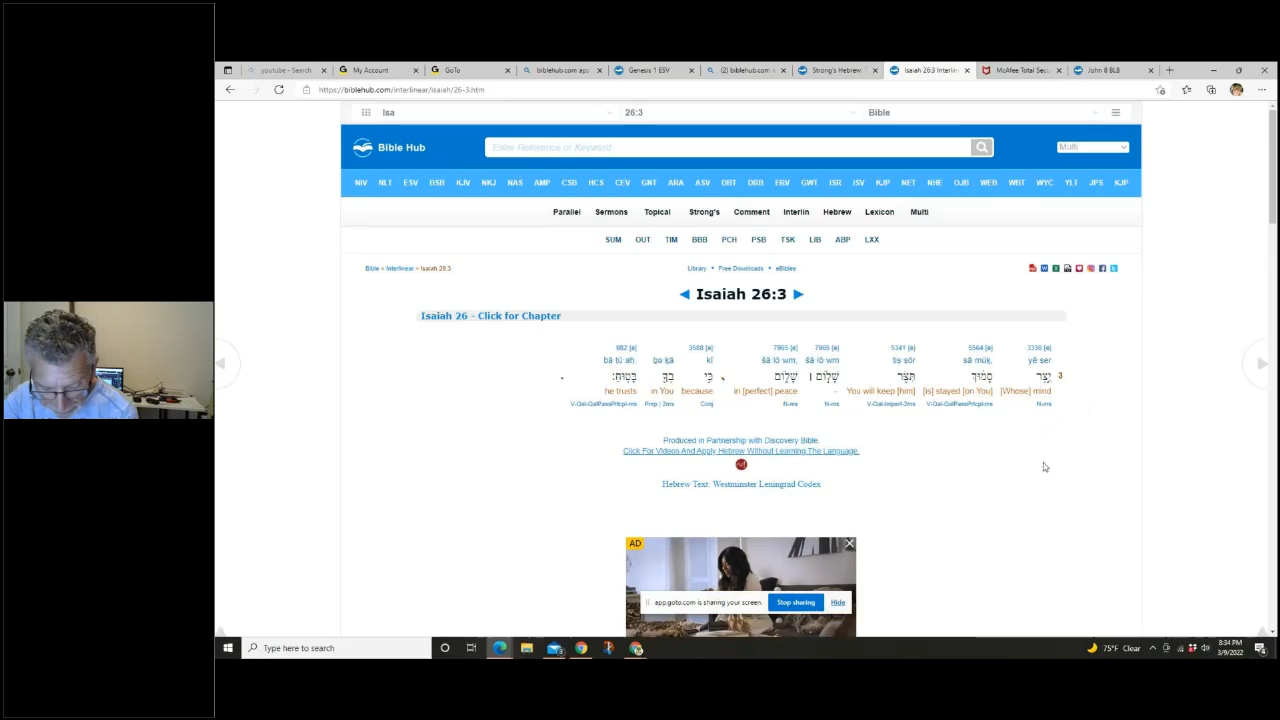 youtube - Search
My Account
GoTo
biblehub.com app
Genesis 1 ESV
(2) biblehub.com e
Strong's Hebrew:
Isaiah 26:3 Interlin
McAfee Total Secu
John 8 BLB
https://biblehub.com/interlinear/isaiah/26-3.htm
Isa 26:3 Bible
Bible Hub Enter Reference or Keyword Multi
NIV NLT ESV BSB KJV NKJ NAS AMP CSB HCS CEV GNT ARA ASV DBT DRB ERV GWT ISR ISV KJP NET NHE OJB WEB WBT WYC YLT JPS KJP
Parallel Sermons Topical Strong's Comment Interlin Hebrew Lexicon Multi
SUM OUT TIM BBB PCH PSB TSK LIB ABP LXX
Bible > Interlinear > Isaiah 26:3
Library • Free Downloads • eBibles
◄ Isaiah 26:3 ►
Isaiah 26 - Click for Chapter
982 [e] 3588 [e] 7965 [e] 7965 [e] 5341 [e] 5564 [e] 3336 [e]
bā·ṭū·aḥ. bə·ḵā kî šā·lō·wm; šā·lō·wm tiṣ·ṣōr sā·mūḵ, yê·ṣer
3 יֵ֣צֶר סָמ֔וּךְ תִּצֹּ֖ר שָׁל֣וֹם ׀ שָׁל֑וֹם כִּ֥י בְךָ֖ בָּטֽוּחַ׃
he trusts in You because in [perfect] peace - You will keep [him] [is] stayed [on You] [Whose] mind
V-Qal-QalPassPrtcpl-ms Prep | 2ms Conj N-ms N-ms V-Qal-Imperf-2ms V-Qal-QalPassPrtcpl-ms N-ms
Produced in Partnership with Discovery Bible.
Click For Videos And Apply Hebrew Without Learning The Language.
Hebrew Text: Westminster Leningrad Codex
AD
app.goto.com is sharing your screen. Stop sharing Hide
Type here to search
75°F Clear
8:34 PM
3/9/2022